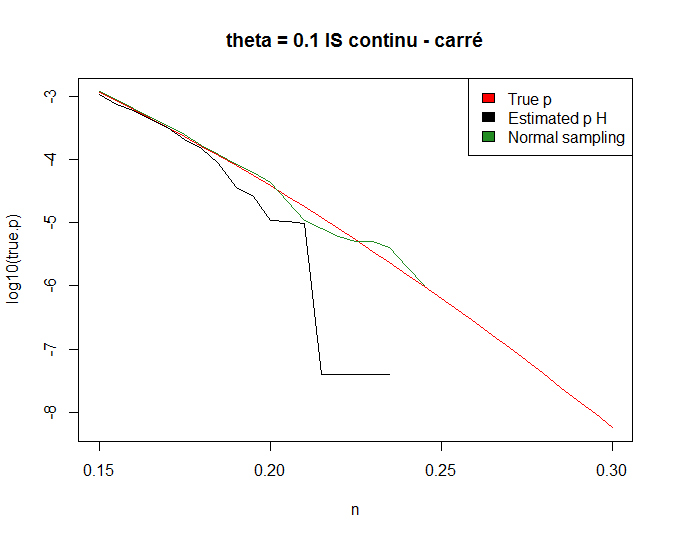 theta = 0.1 IS continu - carré
True p
Estimated p H
Normal sampling
log10(true.p)
-3
-4
-5
-6
-7
-8
0.15 0.20 0.25 0.30
n